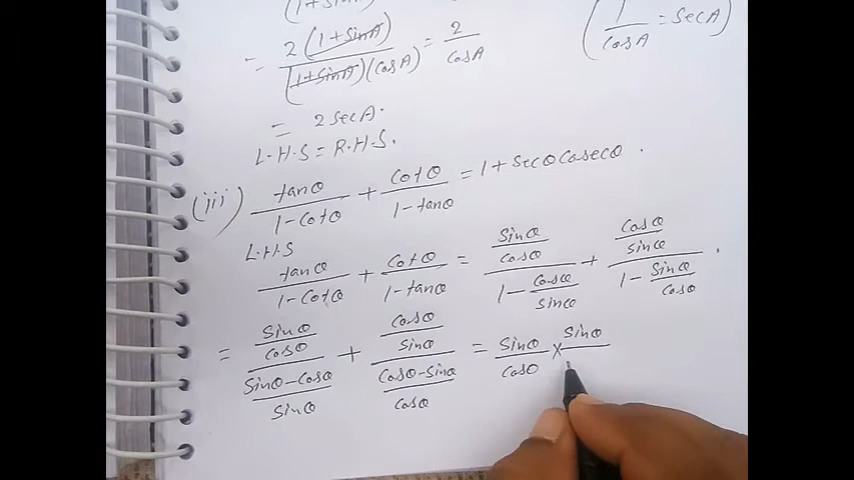 (1+SinA)
= 2(1+SinA) / (1+SinA)(CosA) = 2 / CosA (1 / CosA = SecA)
= 2 SecA.
L.H.S = R.H.S.
(iii) tanθ / 1-Cotθ + Cotθ / 1-tanθ = 1+Secθ Cosecθ.
L.H.S
tanθ / 1-Cotθ + Cotθ / 1-tanθ = Sinθ/Cosθ / 1-Cosθ/Sinθ + Cosθ/Sinθ / 1-Sinθ/Cosθ.
= Sinθ/Cosθ / Sinθ-Cosθ/Sinθ + Cosθ/Sinθ / Cosθ-Sinθ/Cosθ = Sinθ/Cosθ × Sinθ